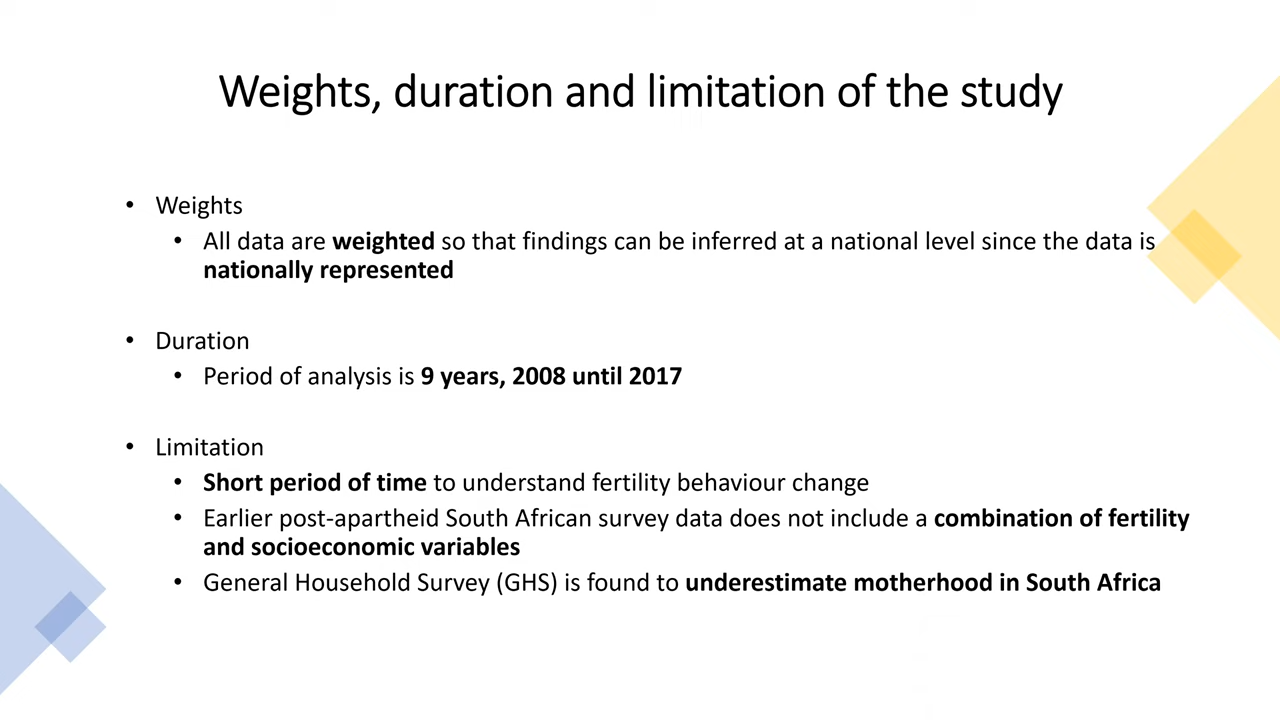 Weights, duration and limitation of the study
• Weights
• All data are weighted so that findings can be inferred at a national level since the data is
nationally represented
• Duration
• Period of analysis is 9 years, 2008 until 2017
• Limitation
• Short period of time to understand fertility behaviour change
• Earlier post-apartheid South African survey data does not include a combination of fertility
and socioeconomic variables
• General Household Survey (GHS) is found to underestimate motherhood in South Africa